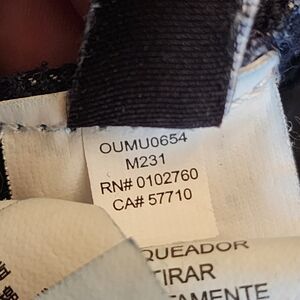 OUMU0654
M231
RN# 0102760
CA# 57710
QUEADOR
TIRAR
TAMENTE